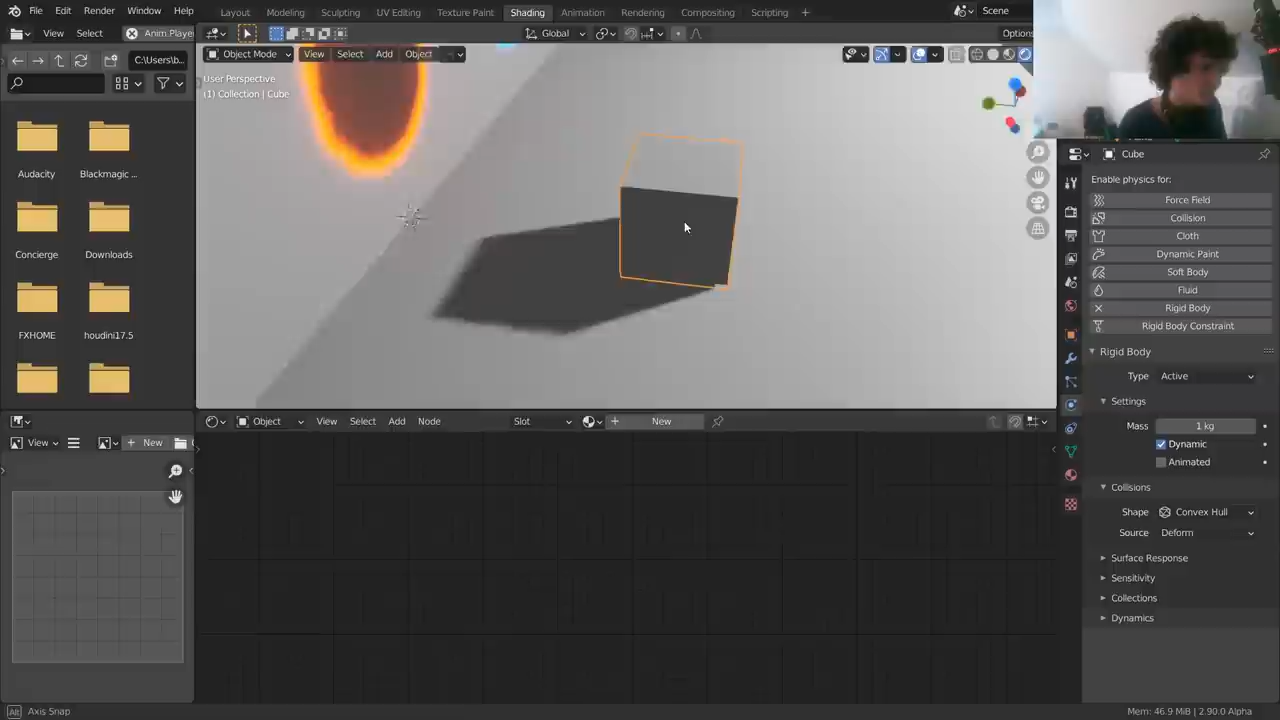 File Edit Render Window Help
Layout Modeling Sculpting UV Editing Texture Paint Shading Animation Rendering Compositing Scripting
Scene
View Select
Anim Player
Global
Options
C:\Users\b...
Object Mode View Select Add Object
User Perspective
(1) Collection | Cube
Audacity
Blackmagic ...
Concierge
Downloads
FXHOME
houdini17.5
Cube
Enable physics for:
Force Field
Collision
Cloth
Dynamic Paint
Soft Body
Fluid
Rigid Body
Rigid Body Constraint
Rigid Body
Type Active
Settings
Mass 1 kg
Dynamic
Animated
Collisions
Shape Convex Hull
Source Deform
Surface Response
Sensitivity
Collections
Dynamics
Object View Select Add Node Slot New
View New
Alt Axis Snap
Mem: 46.9 MiB | 2.90.0 Alpha